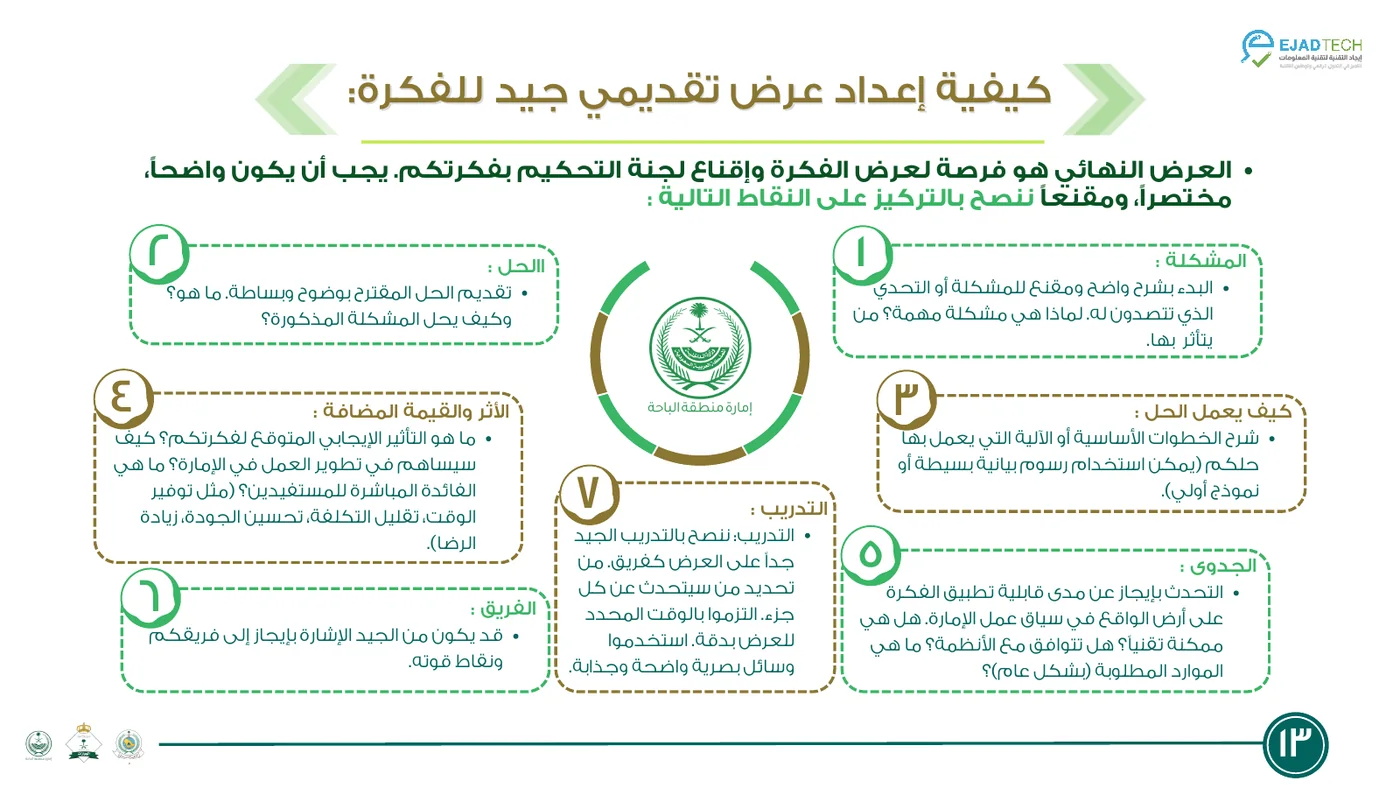 EJADTECH
إيجاد التقنية لتقنية المعلومات
كيفية إعداد عرض تقديمي جيد للفكرة:
• العرض النهائي هو فرصة لعرض الفكرة وإقناع لجنة التحكيم بفكرتكم. يجب أن يكون واضحاً،
مختصراً، ومقنعاً ننصح بالتركيز على النقاط التالية :
١
المشكلة :
• البدء بشرح واضح ومقنع للمشكلة أو التحدي
الذي تتصدون له. لماذا هي مشكلة مهمة؟ من
يتأثر بها.
٢
االحل :
• تقديم الحل المقترح بوضوح وبساطة. ما هو؟
وكيف يحل المشكلة المذكورة؟
إمارة منطقة الباحة
٣
كيف يعمل الحل :
• شرح الخطوات الأساسية أو الآلية التي يعمل بها
حلكم (يمكن استخدام رسوم بيانية بسيطة أو
نموذج أولي).
٤
الأثر والقيمة المضافة :
• ما هو التأثير الإيجابي المتوقع لفكرتكم؟ كيف
سيساهم في تطوير العمل في الإمارة؟ ما هي
الفائدة المباشرة للمستفيدين؟ (مثل توفير
الوقت، تقليل التكلفة، تحسين الجودة، زيادة
الرضا).
٥
الجدوى :
• التحدث بإيجاز عن مدى قابلية تطبيق الفكرة
على أرض الواقع في سياق عمل الإمارة. هل هي
ممكنة تقنياً؟ هل تتوافق مع الأنظمة؟ ما هي
الموارد المطلوبة (بشكل عام)؟
٦
الفريق :
• قد يكون من الجيد الإشارة بإيجاز إلى فريقكم
ونقاط قوته.
٧
التدريب :
• التدريب: ننصح بالتدريب الجيد
جداً على العرض كفريق. من
تحديد من سيتحدث عن كل
جزء. التزموا بالوقت المحدد
للعرض بدقة. استخدموا
وسائل بصرية واضحة وجذابة.
١٣